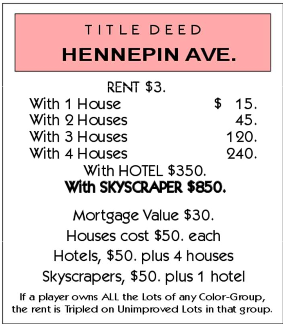 TITLE DEED
HENNEPIN AVE.
RENT $3.
With 1 House $ 15.
With 2 Houses 45.
With 3 Houses 120.
With 4 Houses 240.
With HOTEL $350.
With SKYSCRAPER $850.
Mortgage Value $30.
Houses cost $50. each
Hotels, $50. plus 4 houses
Skyscrapers, $50. plus 1 hotel
If a player owns ALL the Lots of any Color-Group,
the rent is Tripled on Unimproved Lots in that group.